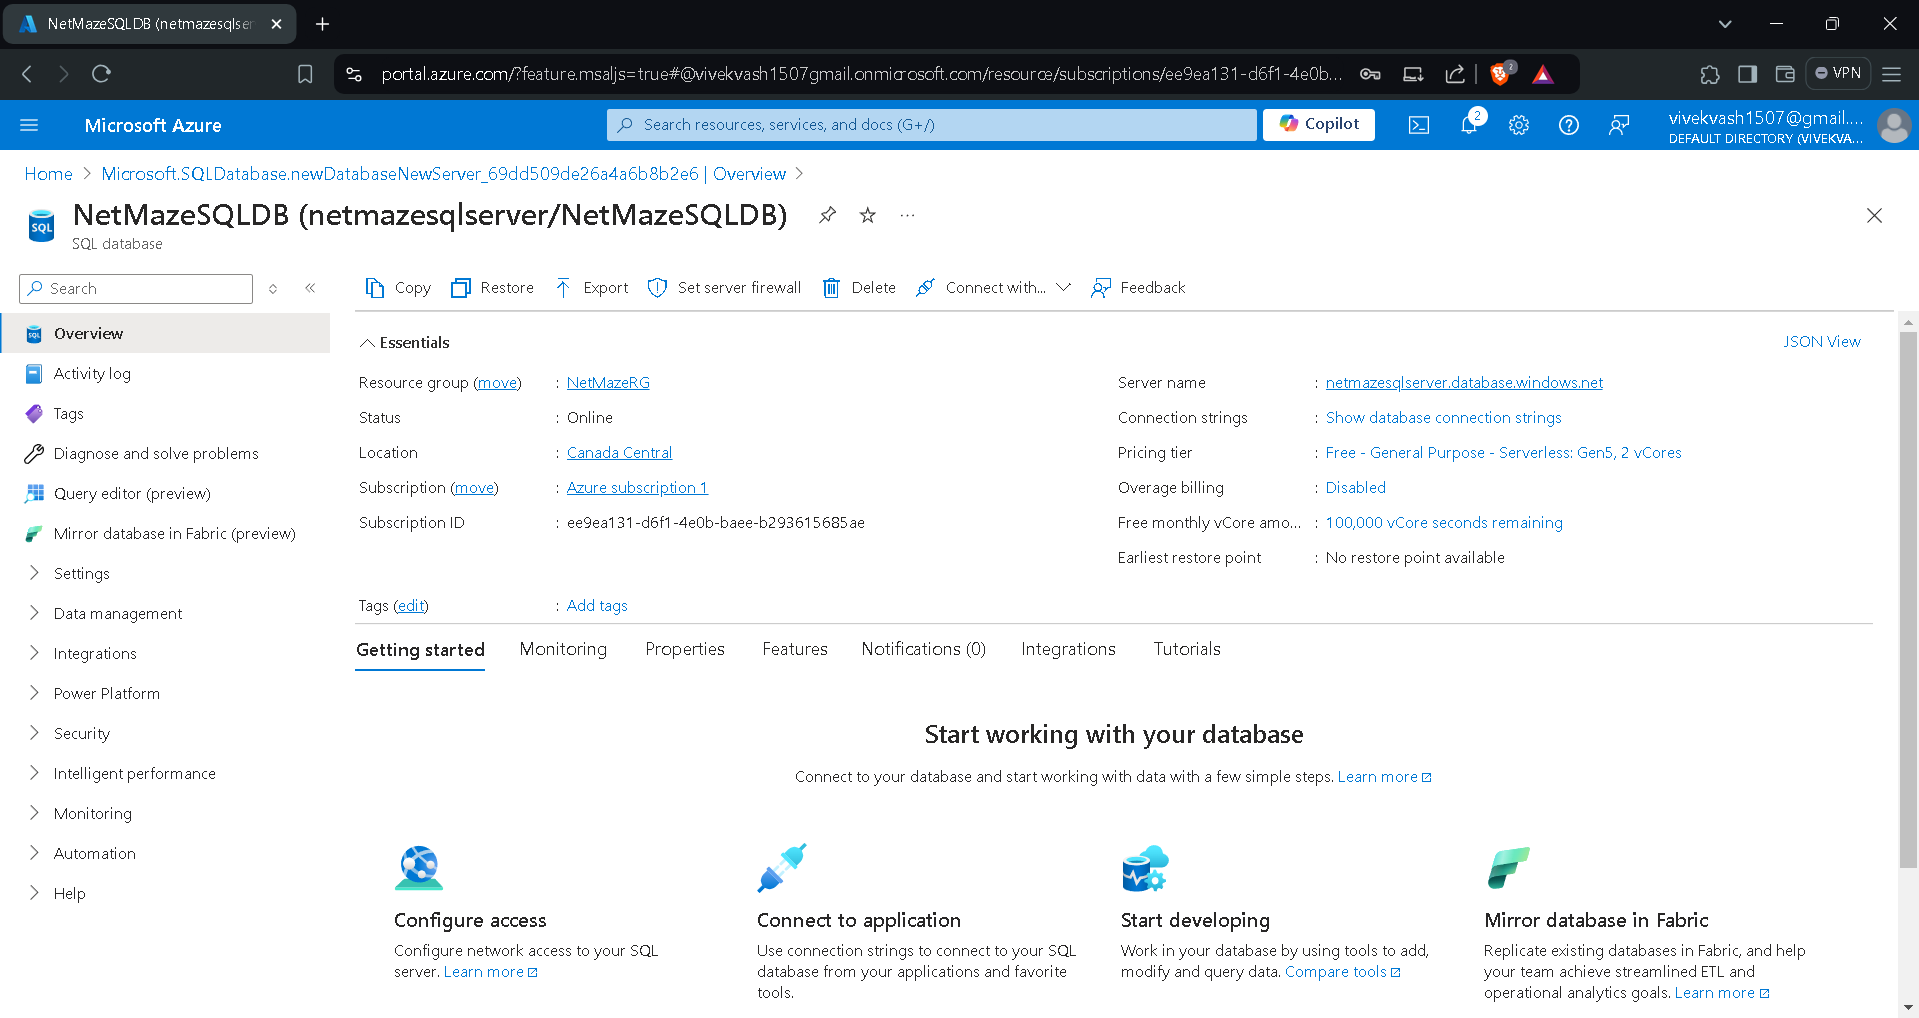 NetMazeSQLDB (netmazesqlser
portal.azure.com/?feature.msaljs=true#@vivekvash1507gmail.onmicrosoft.com/resource/subscriptions/ee9ea131-d6f1-4e0b...
2
VPN
Microsoft Azure
Search resources, services, and docs (G+/)
Copilot
2
vivekvash1507@gmail....
DEFAULT DIRECTORY (VIVEKVA...
Home > Microsoft.SQLDatabase.newDatabaseNewServer_69dd509de26a4a6b8b2e6 | Overview >
NetMazeSQLDB (netmazesqlserver/NetMazeSQLDB)
SQL
SQL database
Search
Copy Restore Export Set server firewall Delete Connect with... Feedback
Overview
Activity log
Tags
Diagnose and solve problems
Query editor (preview)
Mirror database in Fabric (preview)
Settings
Data management
Integrations
Power Platform
Security
Intelligent performance
Monitoring
Automation
Help
Essentials
JSON View
Resource group (move) : NetMazeRG
Status : Online
Location : Canada Central
Subscription (move) : Azure subscription 1
Subscription ID : ee9ea131-d6f1-4e0b-baee-b293615685ae
Server name : netmazesqlserver.database.windows.net
Connection strings : Show database connection strings
Pricing tier : Free - General Purpose - Serverless: Gen5, 2 vCores
Overage billing : Disabled
Free monthly vCore amo... : 100,000 vCore seconds remaining
Earliest restore point : No restore point available
Tags (edit) : Add tags
Getting started Monitoring Properties Features Notifications (0) Integrations Tutorials
Start working with your database
Connect to your database and start working with data with a few simple steps. Learn more
Configure access
Configure network access to your SQL
server. Learn more
Connect to application
Use connection strings to connect to your SQL
database from your applications and favorite
tools.
Start developing
Work in your database by using tools to add,
modify and query data. Compare tools
Mirror database in Fabric
Replicate existing databases in Fabric, and help
your team achieve streamlined ETL and
operational analytics goals. Learn more